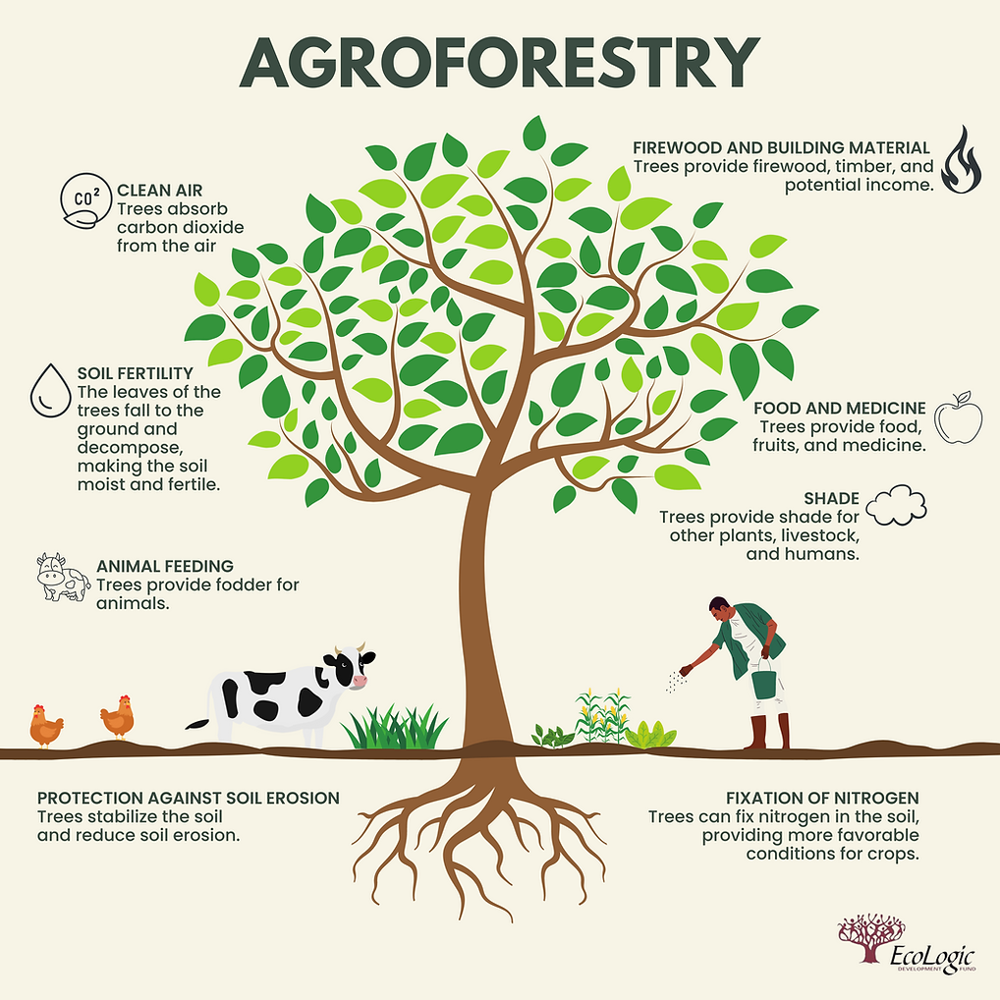 AGROFORESTRY
CO²
CLEAN AIR
Trees absorb
carbon dioxide
from the air
FIREWOOD AND BUILDING MATERIAL
Trees provide firewood, timber, and
potential income.
SOIL FERTILITY
The leaves of the
trees fall to the
ground and
decompose,
making the soil
moist and fertile.
FOOD AND MEDICINE
Trees provide food,
fruits, and medicine.
SHADE
Trees provide shade for
other plants, livestock,
and humans.
ANIMAL FEEDING
Trees provide fodder for
animals.
PROTECTION AGAINST SOIL EROSION
Trees stabilize the soil
and reduce soil erosion.
FIXATION OF NITROGEN
Trees can fix nitrogen in the soil,
providing more favorable
conditions for crops.
EcoLogic
DEVELOPMENT FUND